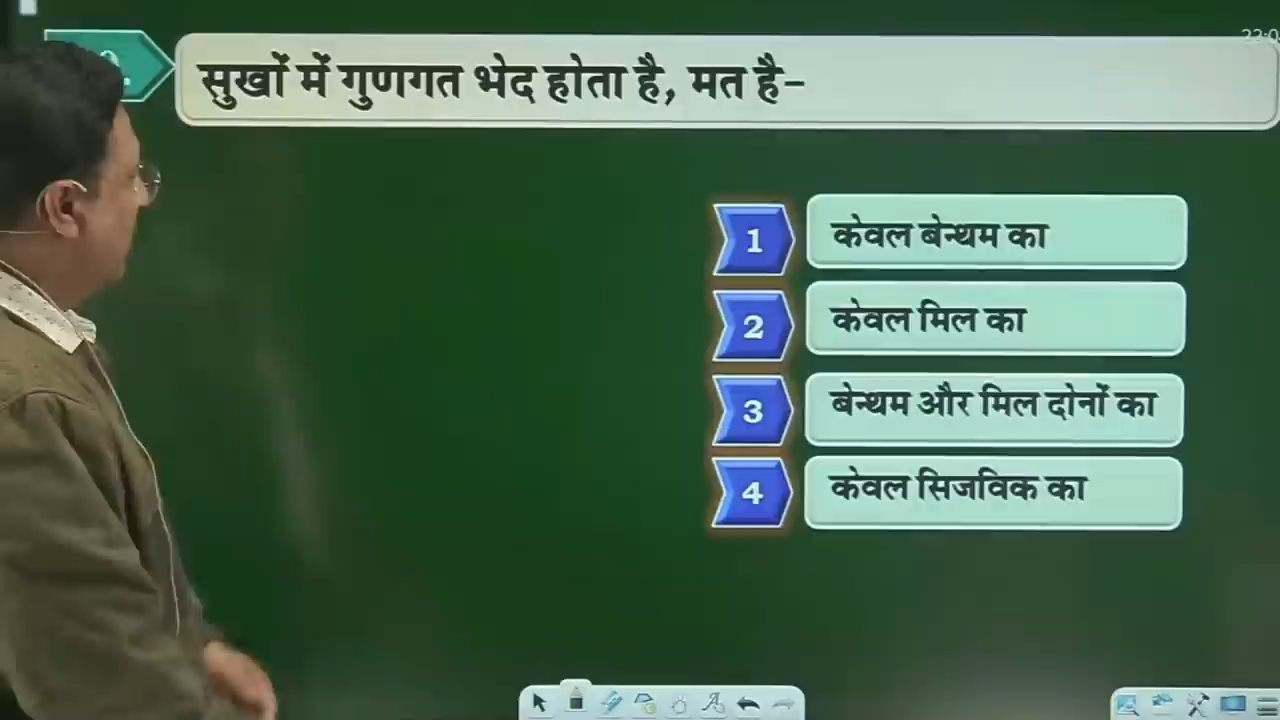 सुखों में गुणगत भेद होता है, मत है-
1 केवल बेन्थम का
2 केवल मिल का
3 बेन्थम और मिल दोनों का
4 केवल सिजविक का